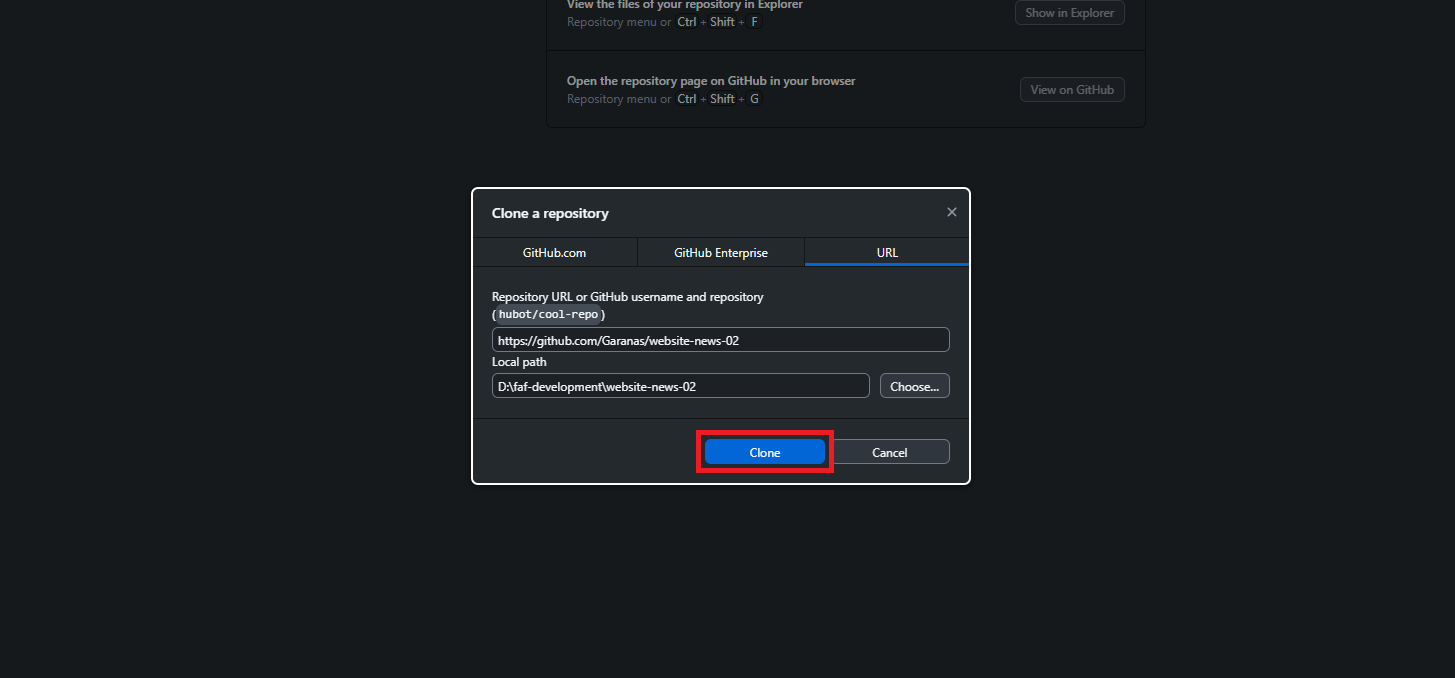 View the files of your repository in Explorer
Show in Explorer
Repository menu or Ctrl + Shift + F
Open the repository page on GitHub in your browser
View on GitHub
Repository menu or Ctrl + Shift + G
Clone a repository
GitHub.com
GitHub Enterprise
URL
Repository URL or GitHub username and repository
(hubot/cool-repo)
https://github.com/Garanas/website-news-02
Local path
D:\faf-development\website-news-02
Choose...
Clone
Cancel